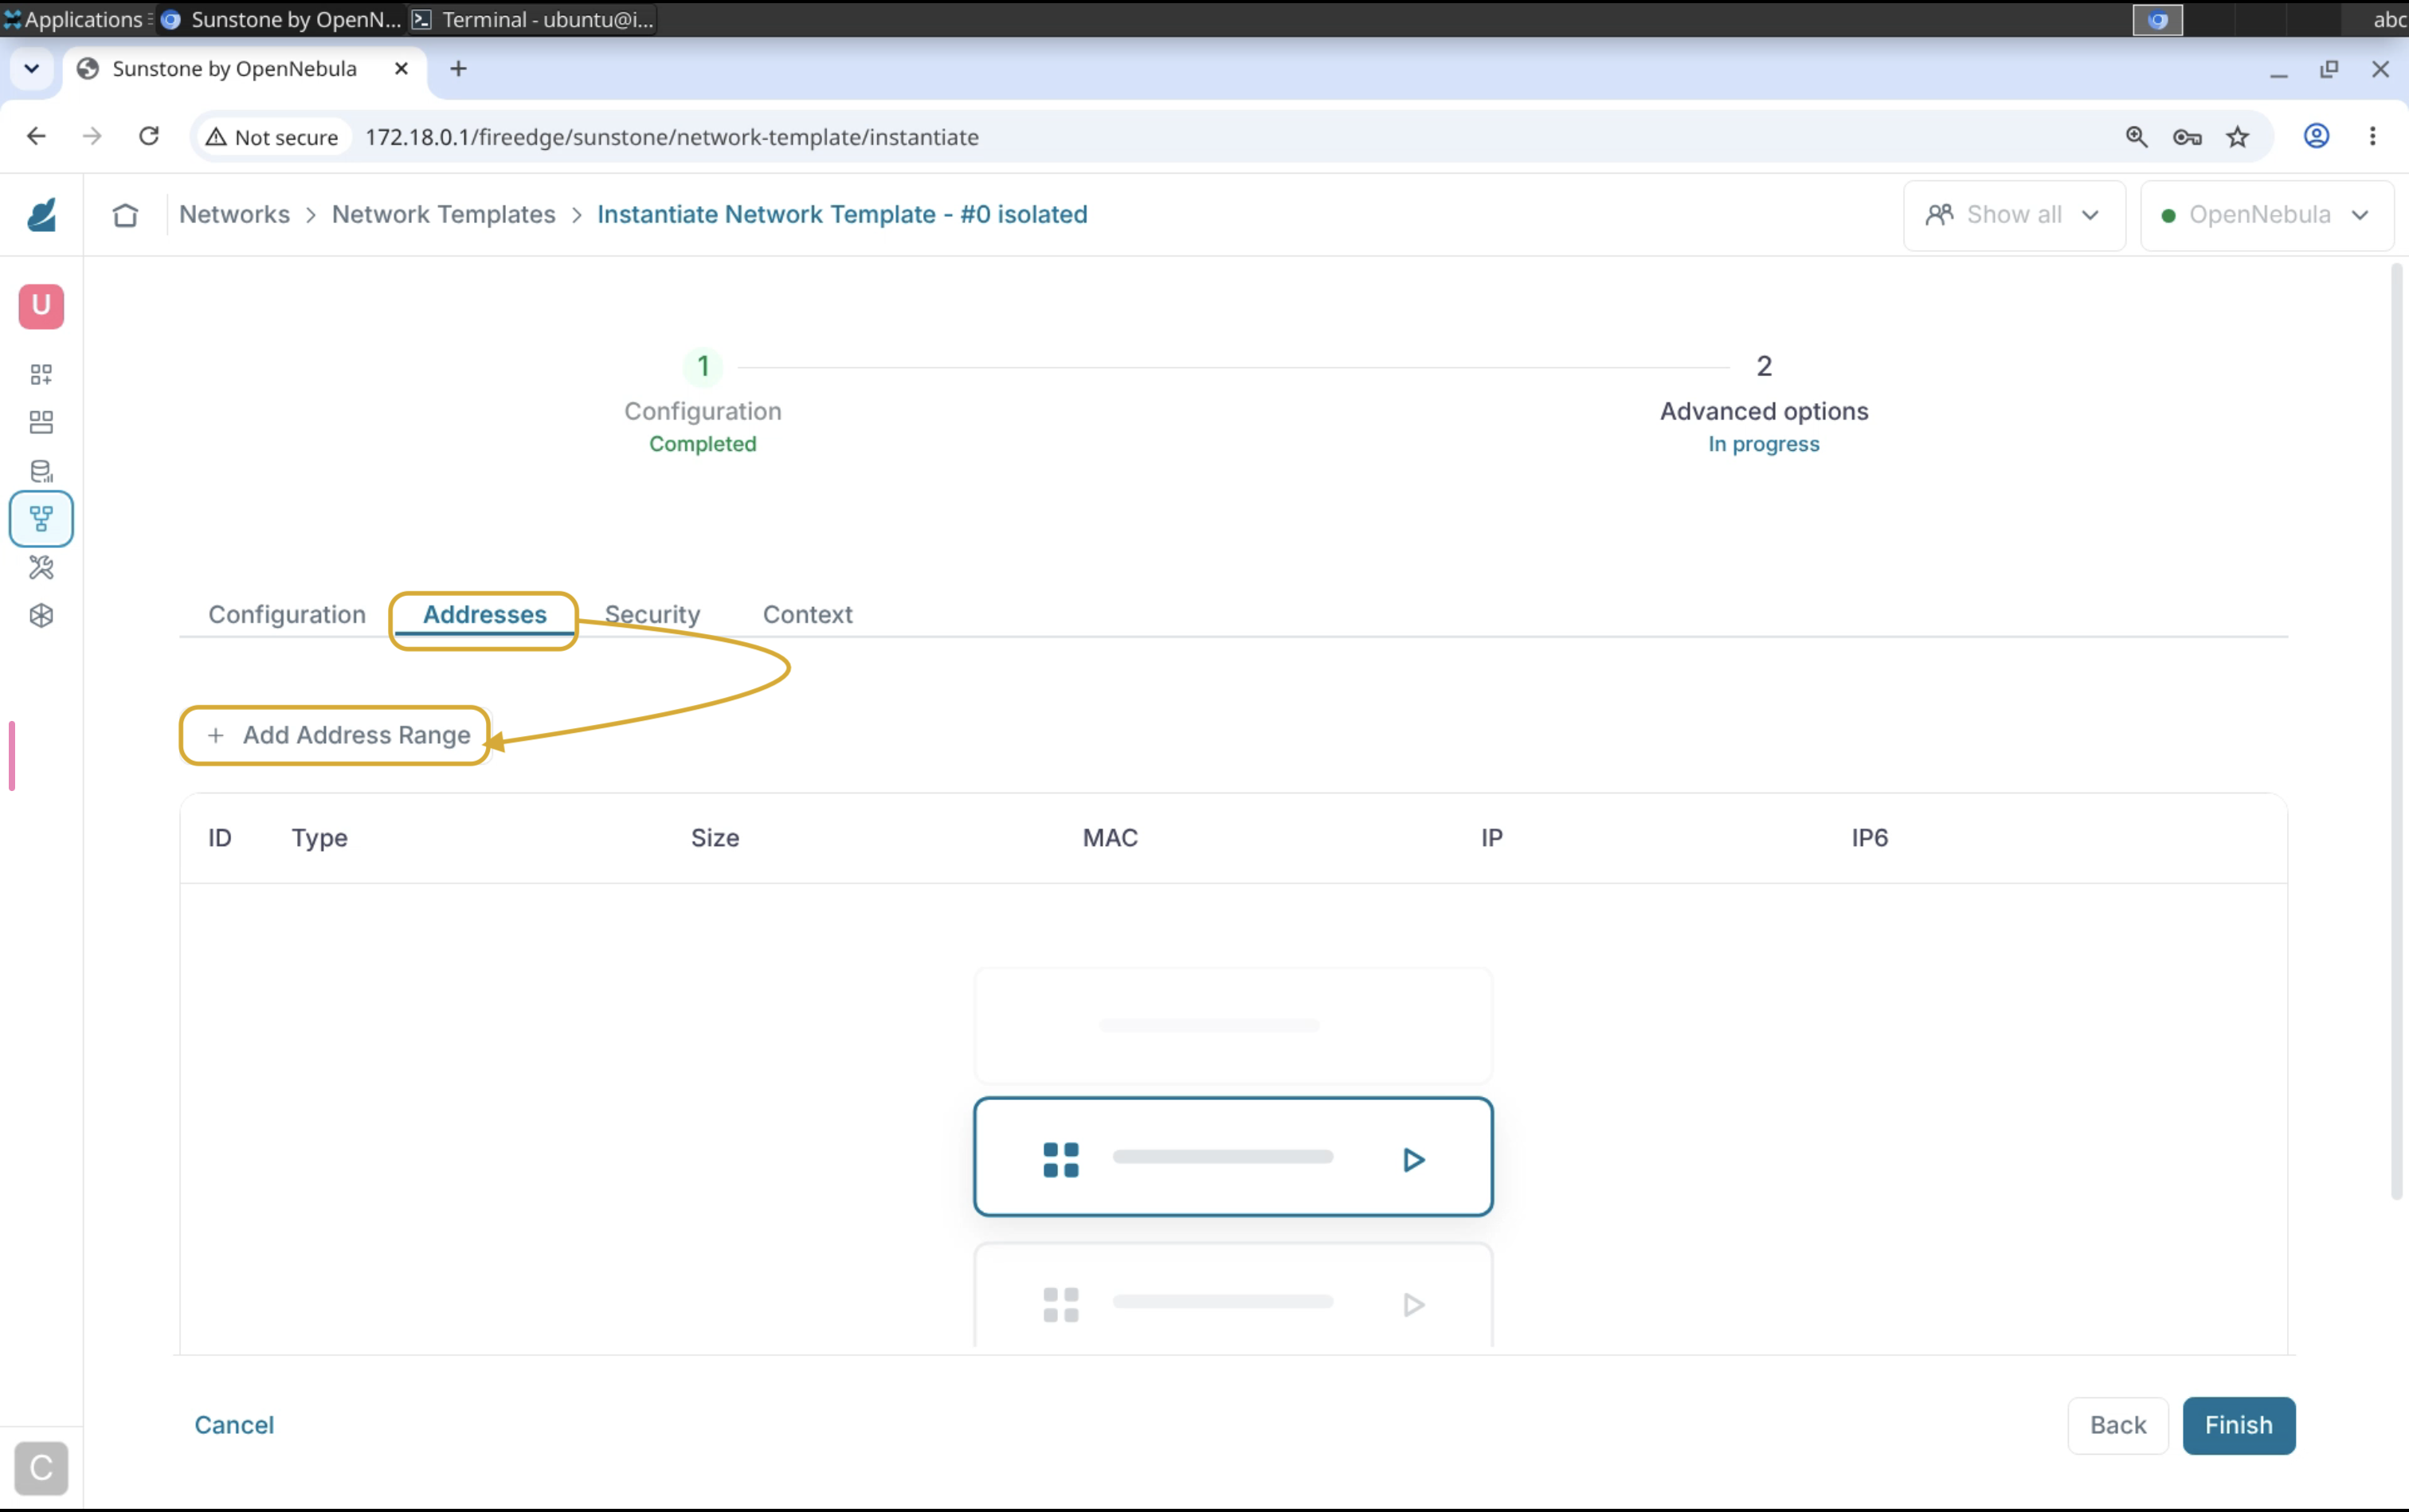 Applications Sunstone by OpenN... Terminal - ubuntu@i... abc
Sunstone by OpenNebula
Not secure 172.18.0.1/fireedge/sunstone/network-template/instantiate
Networks > Network Templates > Instantiate Network Template - #0 isolated Show all OpenNebula
U
1 2
Configuration Advanced options
Completed In progress
Configuration Addresses Security Context
+ Add Address Range
ID Type Size MAC IP IP6
Cancel Back Finish
C